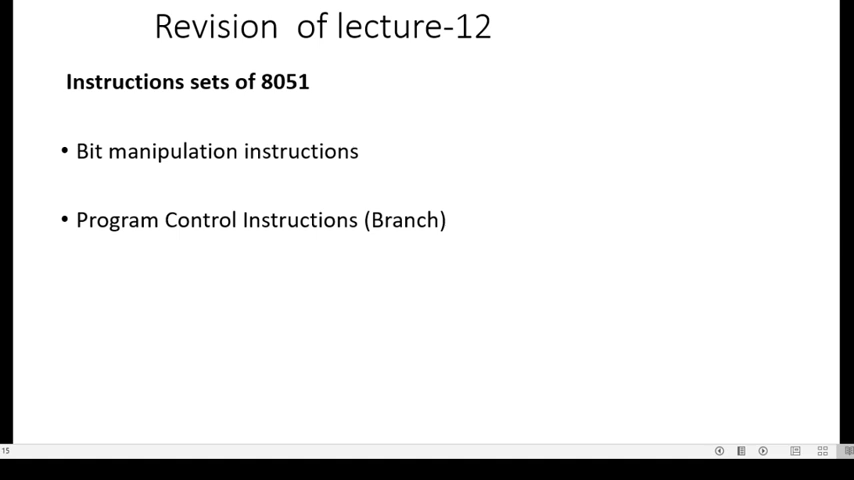 Revision of lecture-12
Instructions sets of 8051
• Bit manipulation instructions
• Program Control Instructions (Branch)
15